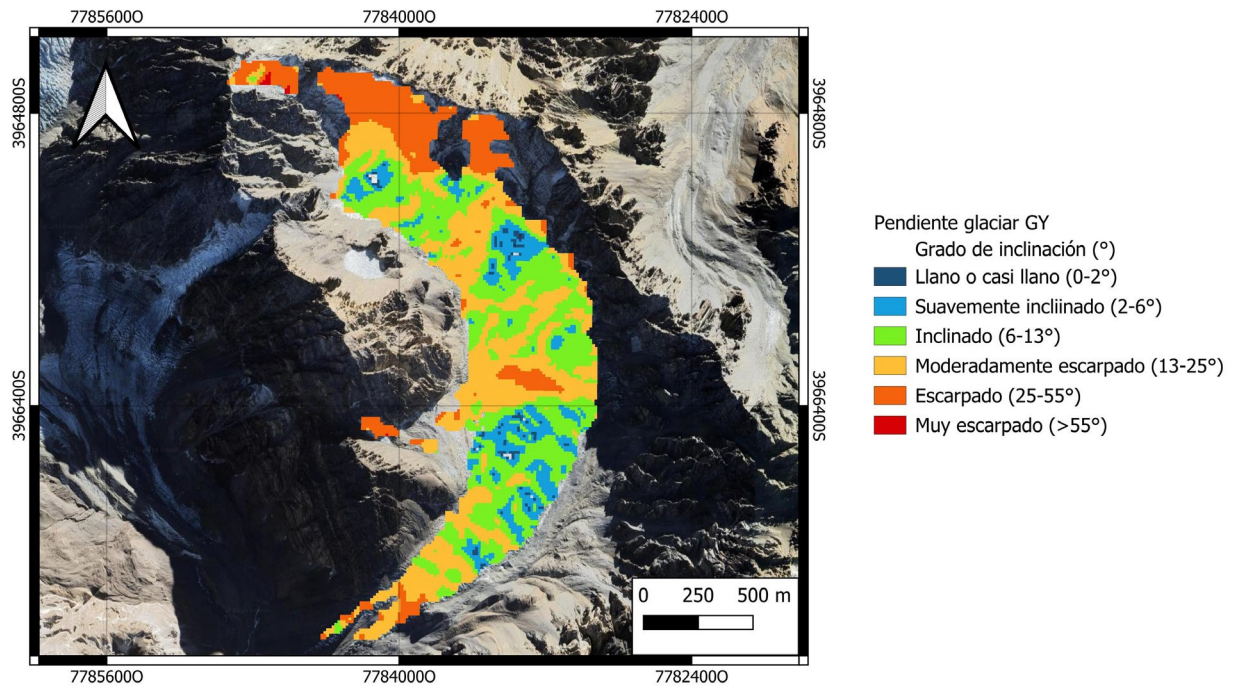 7785600O
7784000O
7782400O
3964800S
3964800S
3966400S
3966400S
Pendiente glaciar GY
Grado de inclinación (°)
Llano o casi llano (0-2°)
Suavemente incliinado (2-6°)
Inclinado (6-13°)
Moderadamente escarpado (13-25°)
Escarpado (25-55°)
Muy escarpado (>55°)
0 250 500 m
7785600O
7784000O
7782400O